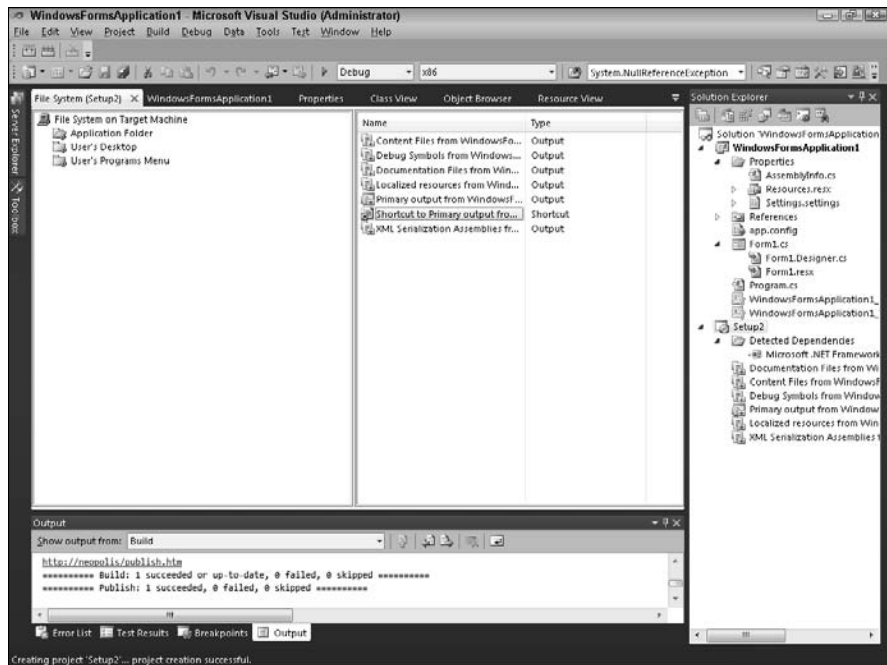 WindowsFormsApplication1 - Microsoft Visual Studio (Administrator)
File Edit View Project Build Debug Data Tools Test Window Help
Debug x86 System.NullReferenceException
File System (Setup2) WindowsFormsApplication1 Properties Class View Object Browser Resource View
Server Explorer
Toolbox
File System on Target Machine
Application Folder
User's Desktop
User's Programs Menu
Name Type
Content Files from WindowsFo... Output
Debug Symbols from Windows... Output
Documentation Files from Win... Output
Localized resources from Wind... Output
Primary output from WindowsF... Output
Shortcut to Primary output fro... Shortcut
XML Serialization Assemblies fr... Output
Solution Explorer
Solution 'WindowsFormsApplication
WindowsFormsApplication1
Properties
AssemblyInfo.cs
Resources.resx
Settings.settings
References
app.config
Form1.cs
Form1.Designer.cs
Form1.resx
Program.cs
WindowsFormsApplication1_
WindowsFormsApplication1_
Setup2
Detected Dependencies
Microsoft .NET Framework
Documentation Files from Wi
Content Files from WindowsF
Debug Symbols from Window
Primary output from Window
Localized resources from Win
XML Serialization Assemblies f
Output
Show output from: Build
http://neopolis/publish.htm
========== Build: 1 succeeded or up-to-date, 0 failed, 0 skipped ==========
========== Publish: 1 succeeded, 0 failed, 0 skipped ==========
Error List Test Results Breakpoints Output
Creating project 'Setup2'... project creation successful.